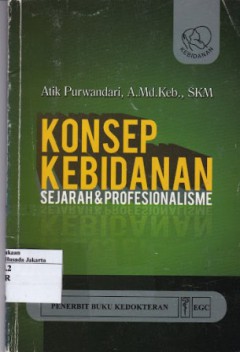 KEBIDANAN
Atik Purwandari, A.Md.Keb., SKM
KONSEP
KEBIDANAN
SEJARAH & PROFESIONALISME
PENERBIT BUKU KEDOKTERAN EGC